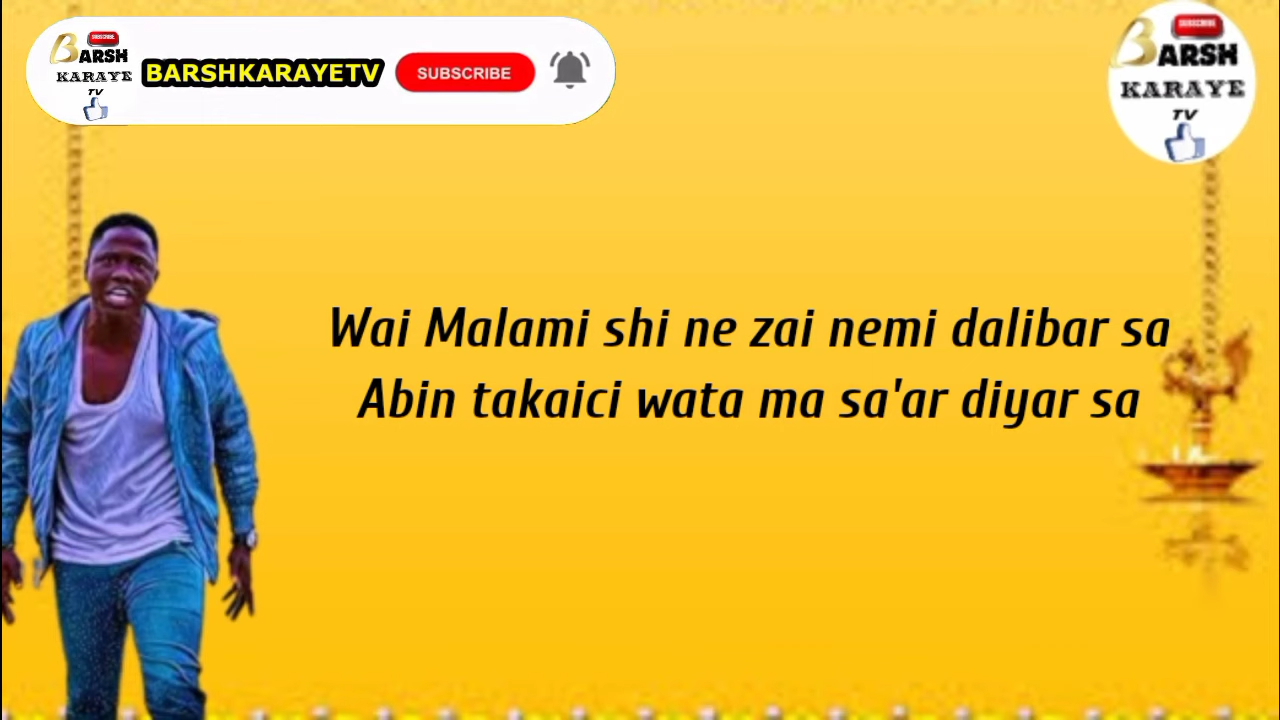 BARSH
KARAYE
TV
BARSHKARAYETV
SUBSCRIBE
SUBSCRIBE
BARSH
KARAYE
TV
Wai Malami shi ne zai nemi dalibar sa
Abin takaici wata ma sa'ar diyar sa